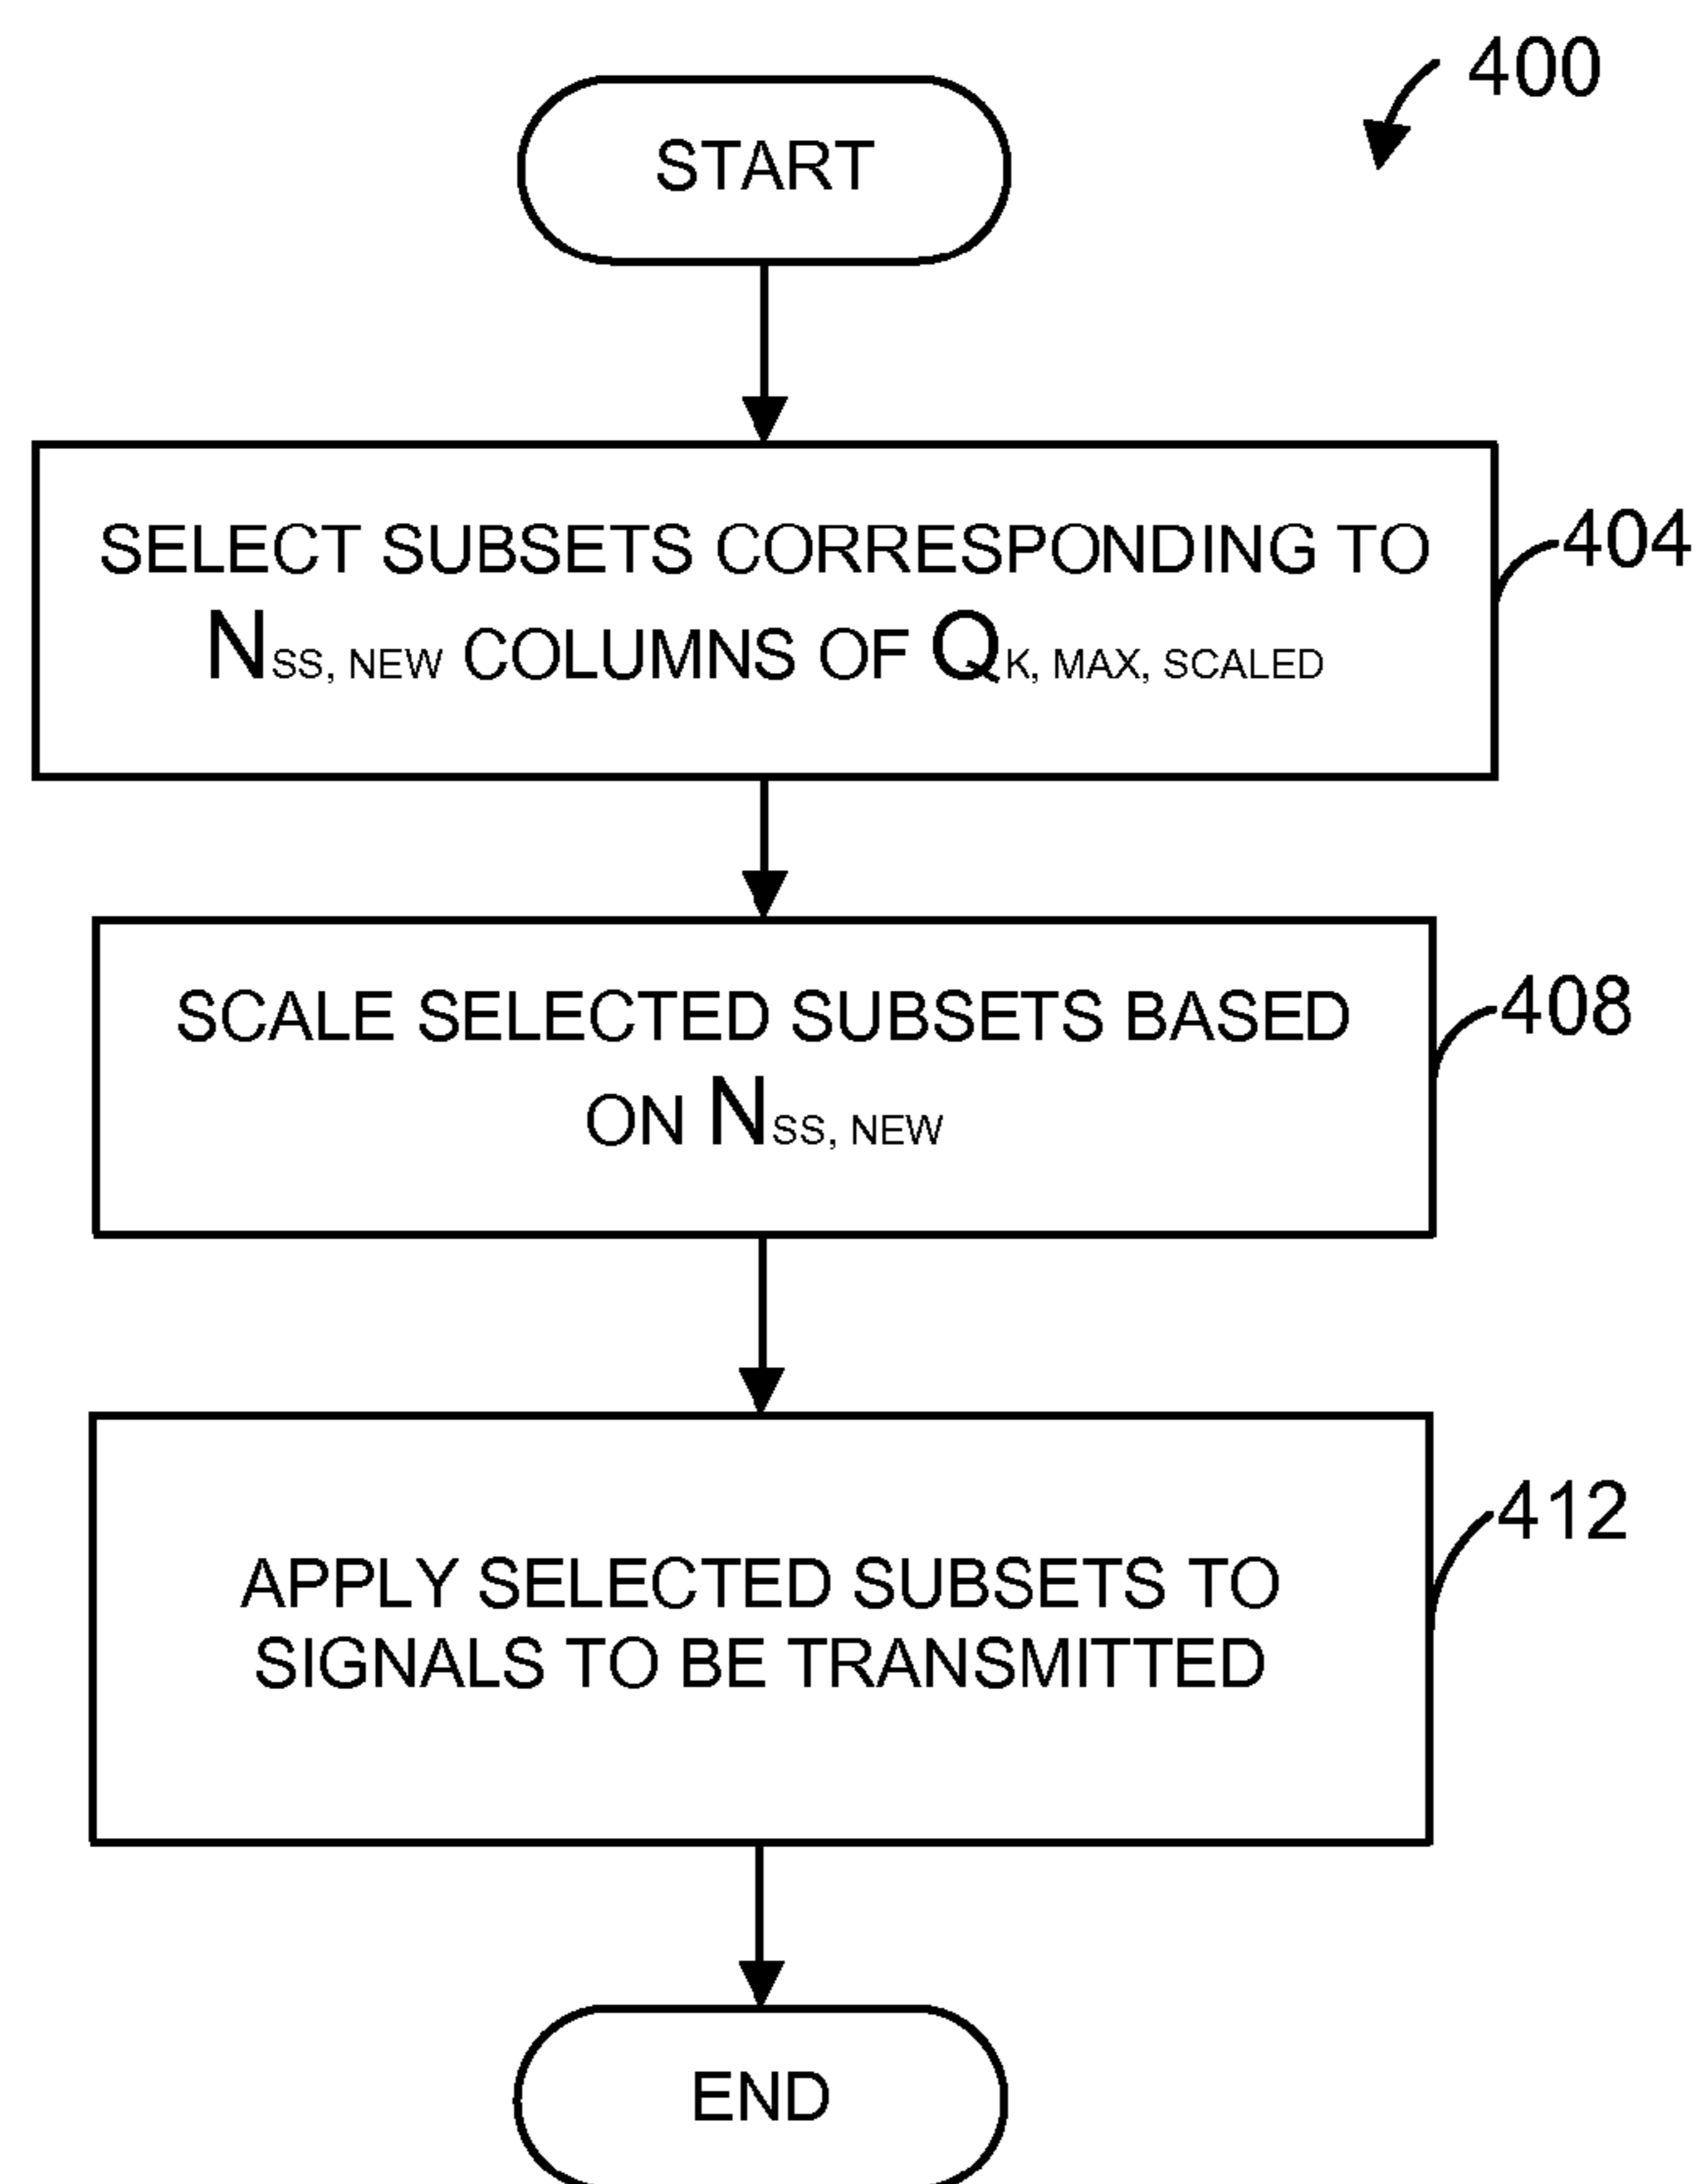 400
START
SELECT SUBSETS CORRESPONDING TO
NSS, NEW COLUMNS OF QK, MAX, SCALED
404
SCALE SELECTED SUBSETS BASED
ON NSS, NEW
408
APPLY SELECTED SUBSETS TO
SIGNALS TO BE TRANSMITTED
412
END